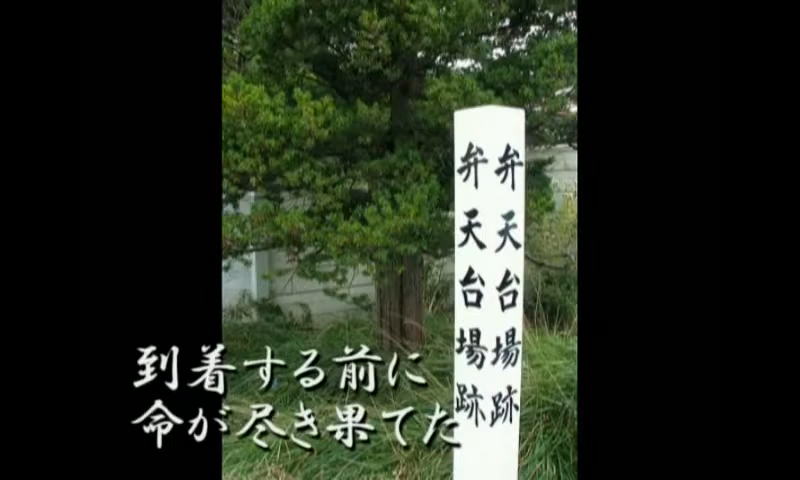 弁天台場跡
弁天台場跡
到着する前に
命が尽き果てた